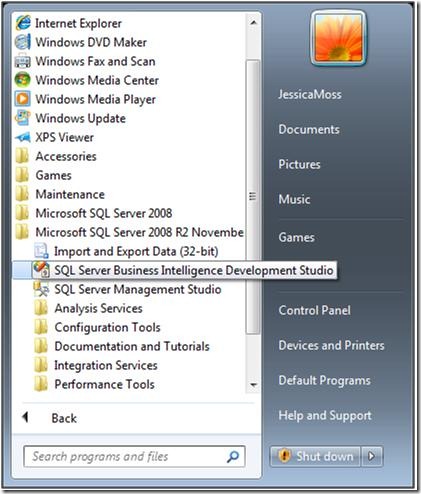 Internet Explorer
Windows DVD Maker
Windows Fax and Scan
Windows Media Center
Windows Media Player
Windows Update
XPS Viewer
Accessories
Games
Maintenance
Microsoft SQL Server 2008
Microsoft SQL Server 2008 R2 Novembe
Import and Export Data (32-bit)
SQL Server Business Intelligence Development Studio
SQL Server Management Studio
Analysis Services
Configuration Tools
Documentation and Tutorials
Integration Services
Performance Tools
Back
Search programs and files
JessicaMoss
Documents
Pictures
Music
Games
Control Panel
Devices and Printers
Default Programs
Help and Support
Shut down